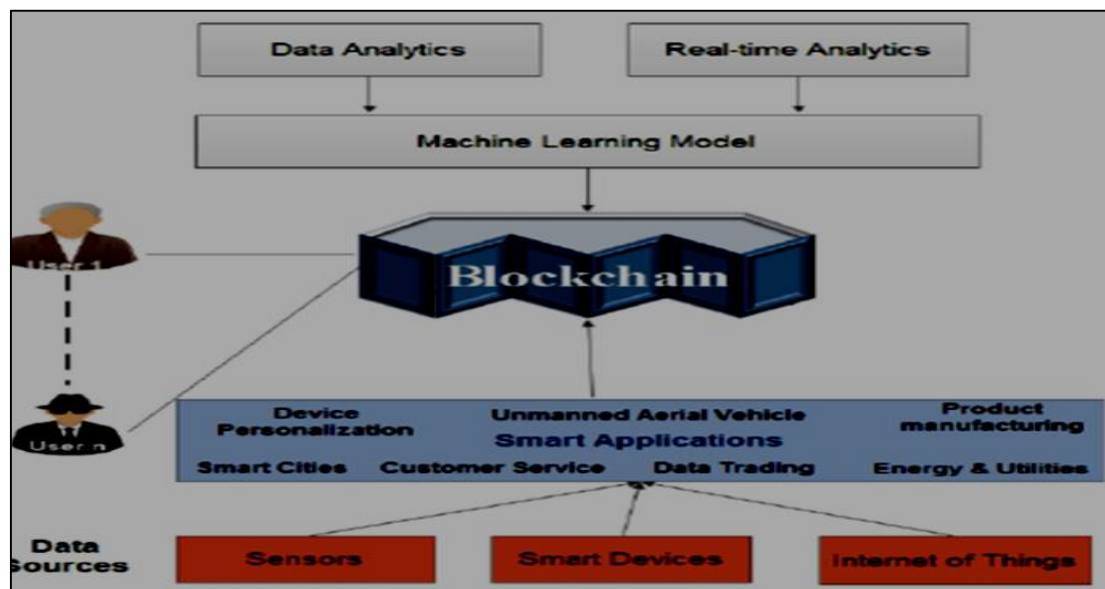 Data Analytics
Real-time Analytics
Machine Learning Model
User 1
Blockchain
User n
Device
Personalization
Unmanned Aerial Vehicle
Product
manufacturing
Smart Applications
Smart Cities
Customer Service
Data Trading
Energy & Utilities
Data
Sources
Sensors
Smart Devices
Internet of Things